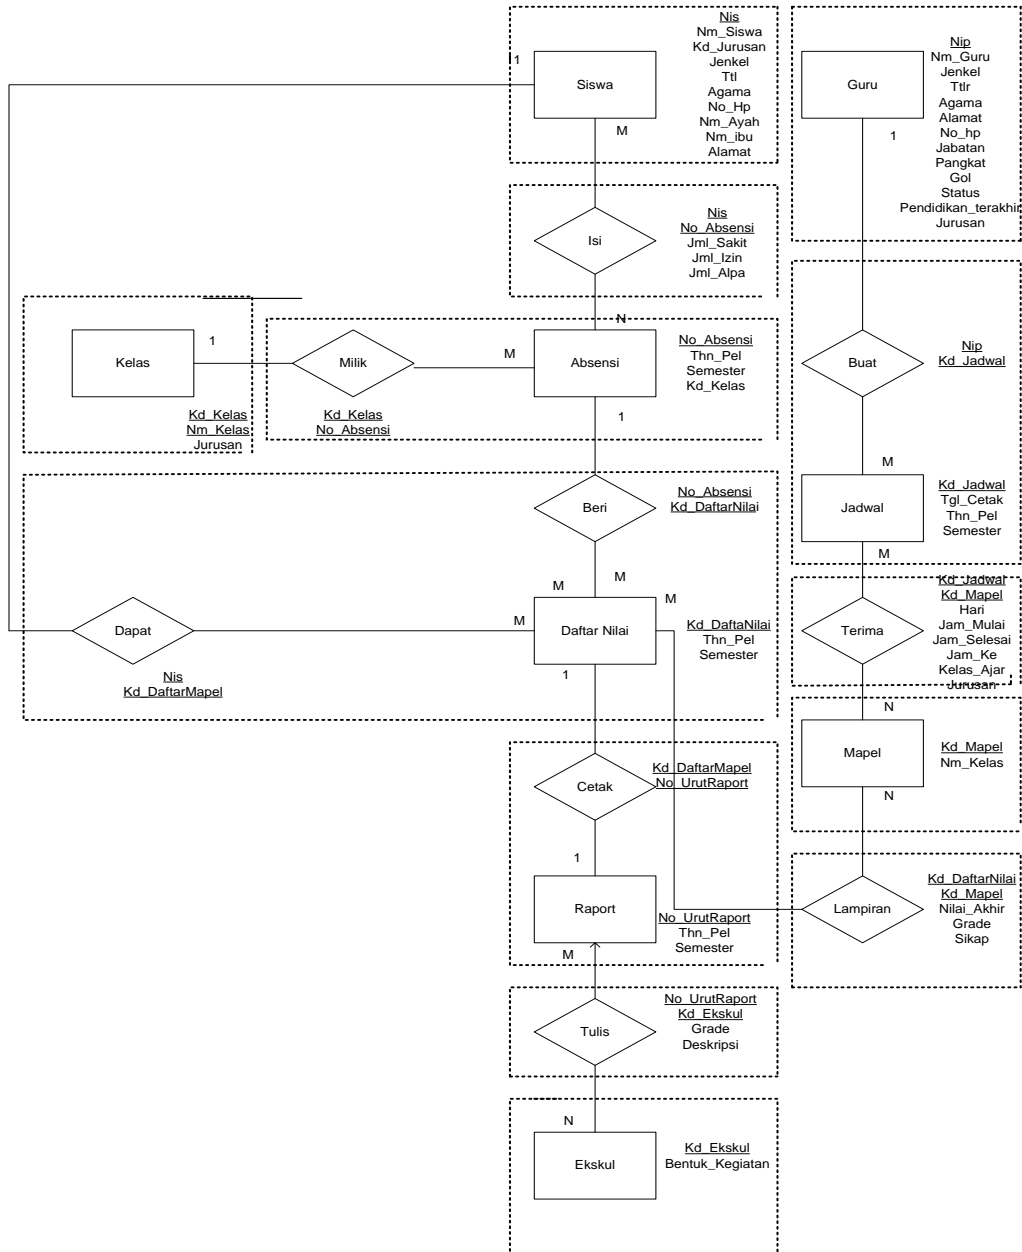 Nis
Nm_Siswa
Kd_Jurusan
Jenkel
Ttl
Agama
No_Hp
Nm_Ayah
Nm_ibu
Alamat
1
Siswa
M
Nip
Nm_Guru
Jenkel
Ttlr
Agama
Alamat
No_hp
Jabatan
Pangkat
Gol
Status
Pendidikan_terakhir
Jurusan
Guru
1
Isi
Nis
No_Absensi
Jml_Sakit
Jml_Izin
Jml_Alpa
N
Kelas
1
Kd_Kelas
Nm_Kelas
Jurusan
Milik
M
Kd_Kelas
No_Absensi
Absensi
No_Absensi
Thn_Pel
Semester
Kd_Kelas
1
Buat
Nip
Kd_Jadwal
M
Jadwal
Kd_Jadwal
Tgl_Cetak
Thn_Pel
Semester
M
Beri
No_Absensi
Kd_DaftarNilai
M
M
M
Dapat
M
Nis
Kd_DaftarMapel
Daftar Nilai
Kd_DaftaNilai
Thn_Pel
Semester
1
Terima
Kd_Jadwal
Kd_Mapel
Hari
Jam_Mulai
Jam_Selesai
Jam_Ke
Kelas_Ajar
Jurusan
N
Mapel
Kd_Mapel
Nm_Kelas
N
Cetak
Kd_DaftarMapel
No_UrutRaport
1
Raport
No_UrutRaport
Thn_Pel
Semester
M
Lampiran
Kd_DaftarNilai
Kd_Mapel
Nilai_Akhir
Grade
Sikap
Tulis
No_UrutRaport
Kd_Ekskul
Grade
Deskripsi
N
Ekskul
Kd_Ekskul
Bentuk_Kegiatan